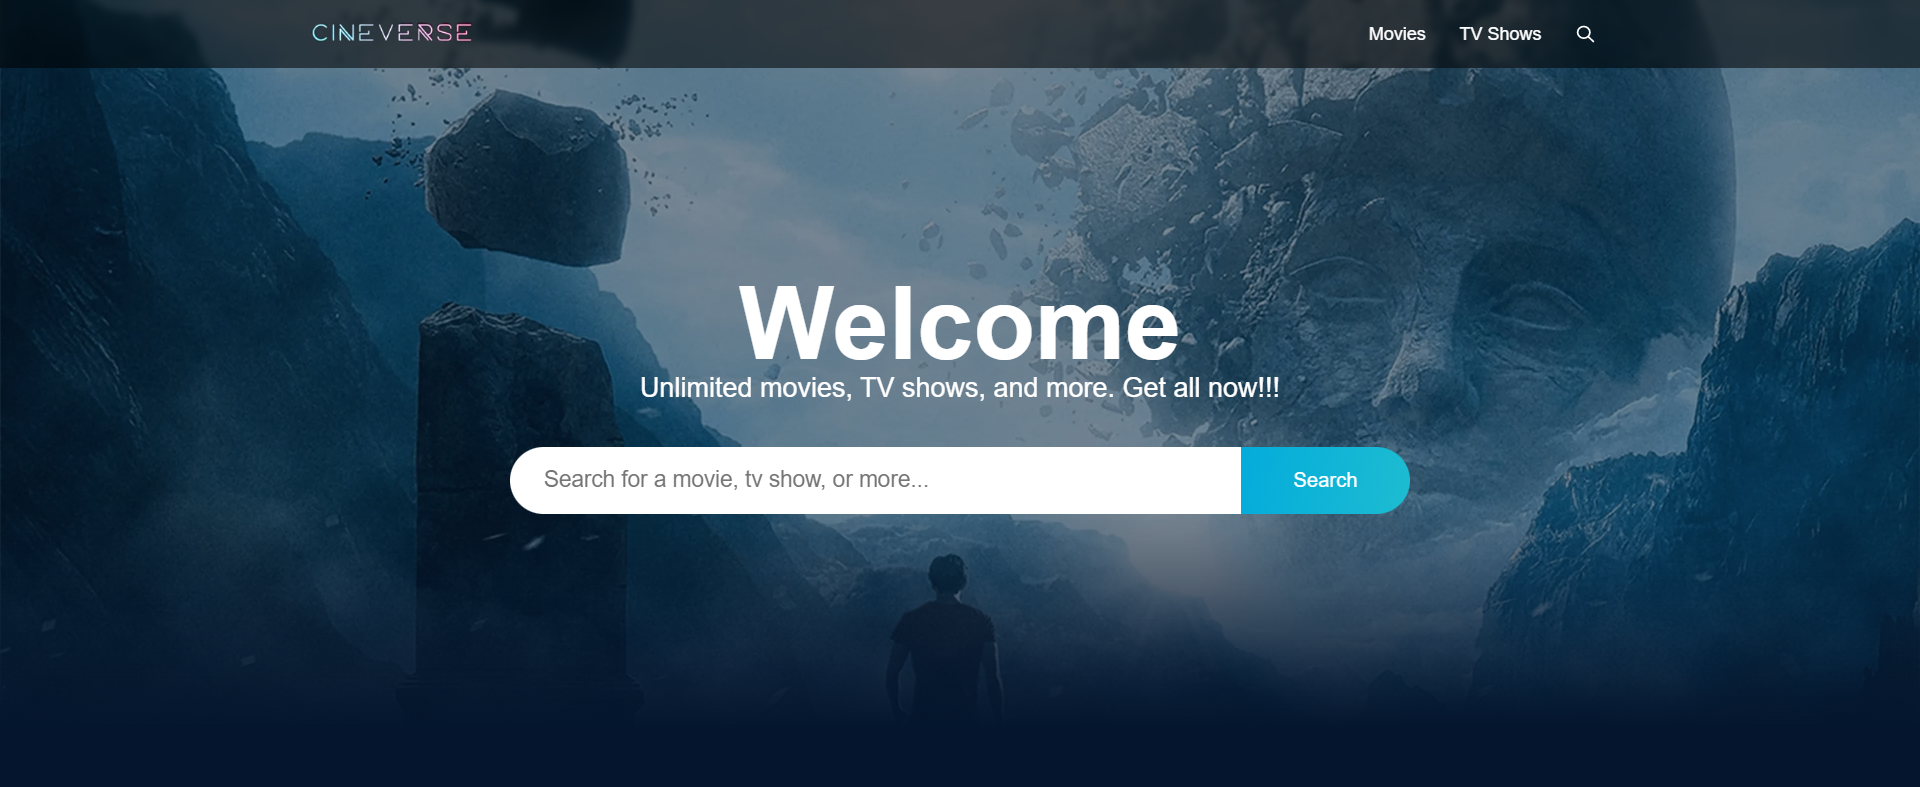 CINEVERSE
Movies
TV Shows
Welcome
Unlimited movies, TV shows, and more. Get all now!!!
Search for a movie, tv show, or more...
Search